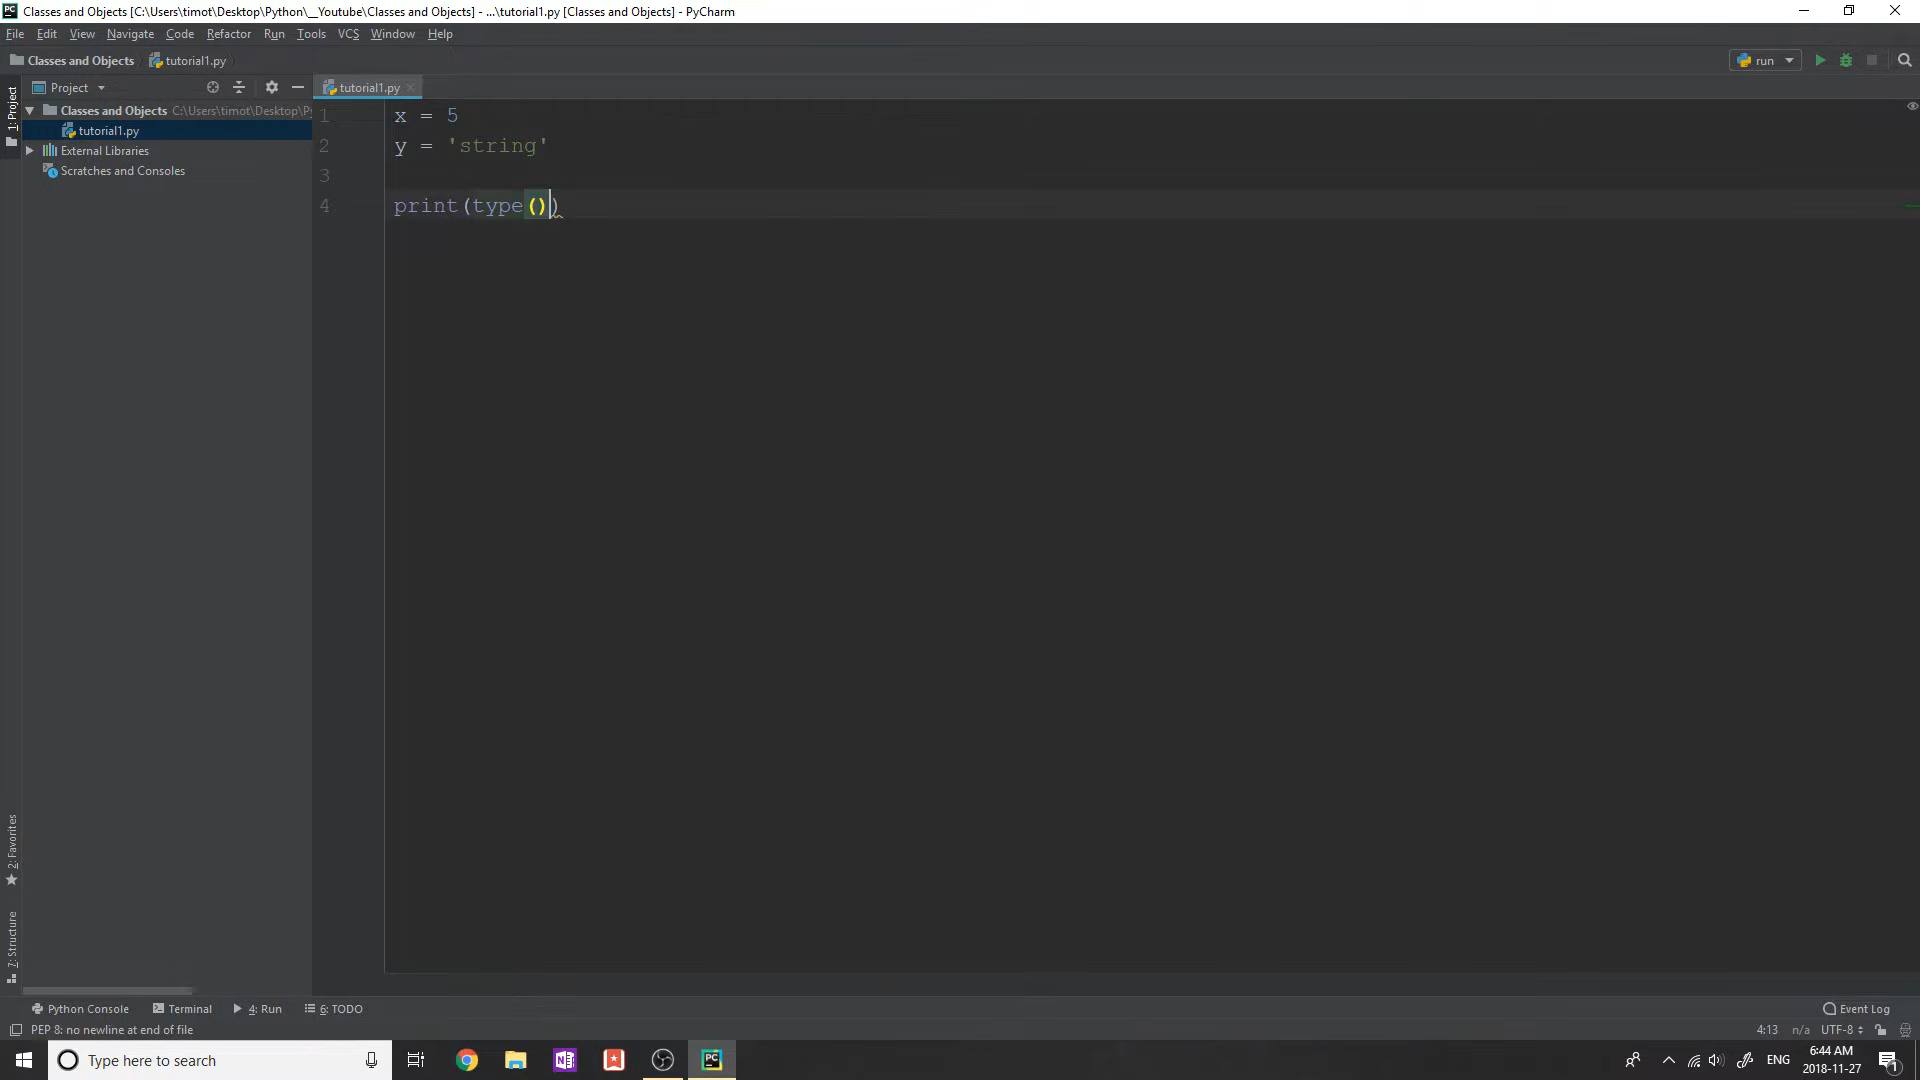 PC Classes and Objects [C:\Users\timot\Desktop\Python\__Youtube\Classes and Objects] - ...\tutorial1.py [Classes and Objects] - PyCharm
File Edit View Navigate Code Refactor Run Tools VCS Window Help
Classes and Objects tutorial1.py run
1: Project
Project
tutorial1.py
Classes and Objects C:\Users\timot\Desktop\P
tutorial1.py
External Libraries
Scratches and Consoles
1 x = 5
2 y = 'string'
3
4 print(type())
2: Favorites
7: Structure
Python Console Terminal 4: Run 6: TODO Event Log
PEP 8: no newline at end of file 4:13 n/a UTF-8
Type here to search PC ENG 6:44 AM
2018-11-27 1